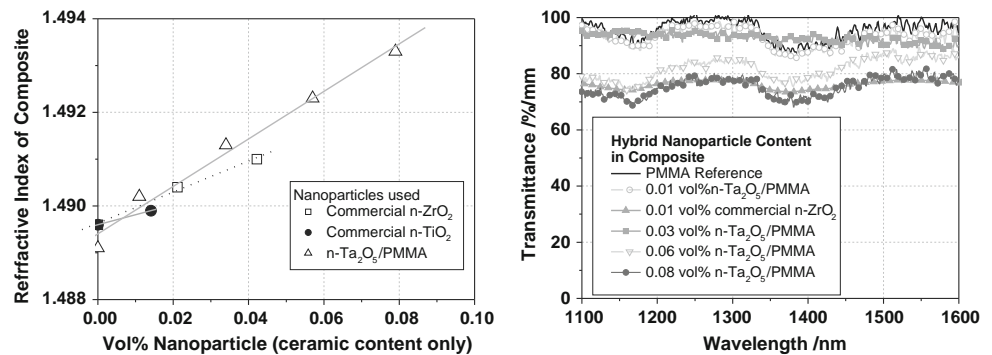 Refrfactive Index of Composite
1.494
1.492
1.490
1.488
Nanoparticles used
Commercial n-ZrO₂
Commercial n-TiO₂
n-Ta₂O₅/PMMA
0.00
0.02
0.04
0.06
0.08
0.10
Vol% Nanoparticle (ceramic content only)
Transmittance /%/mm
100
80
60
40
20
0
Hybrid Nanoparticle Content
in Composite
PMMA Reference
0.01 vol%n-Ta₂O₅/PMMA
0.01 vol% commercial n-ZrO₂
0.03 vol% n-Ta₂O₅/PMMA
0.06 vol% n-Ta₂O₅/PMMA
0.08 vol% n-Ta₂O₅/PMMA
1100
1200
1300
1400
1500
1600
Wavelength /nm